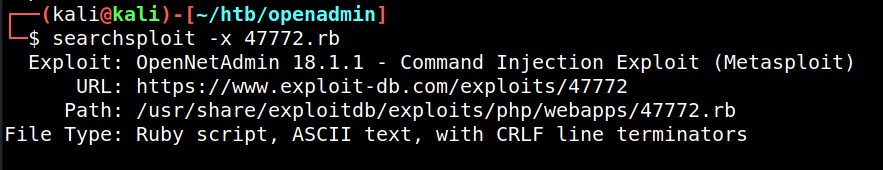 ┌──(kali@kali)-[~/htb/openadmin]
└─$ searchsploit -x 47772.rb
  Exploit: OpenNetAdmin 18.1.1 - Command Injection Exploit (Metasploit)
      URL: https://www.exploit-db.com/exploits/47772
     Path: /usr/share/exploitdb/exploits/php/webapps/47772.rb
File Type: Ruby script, ASCII text, with CRLF line terminators